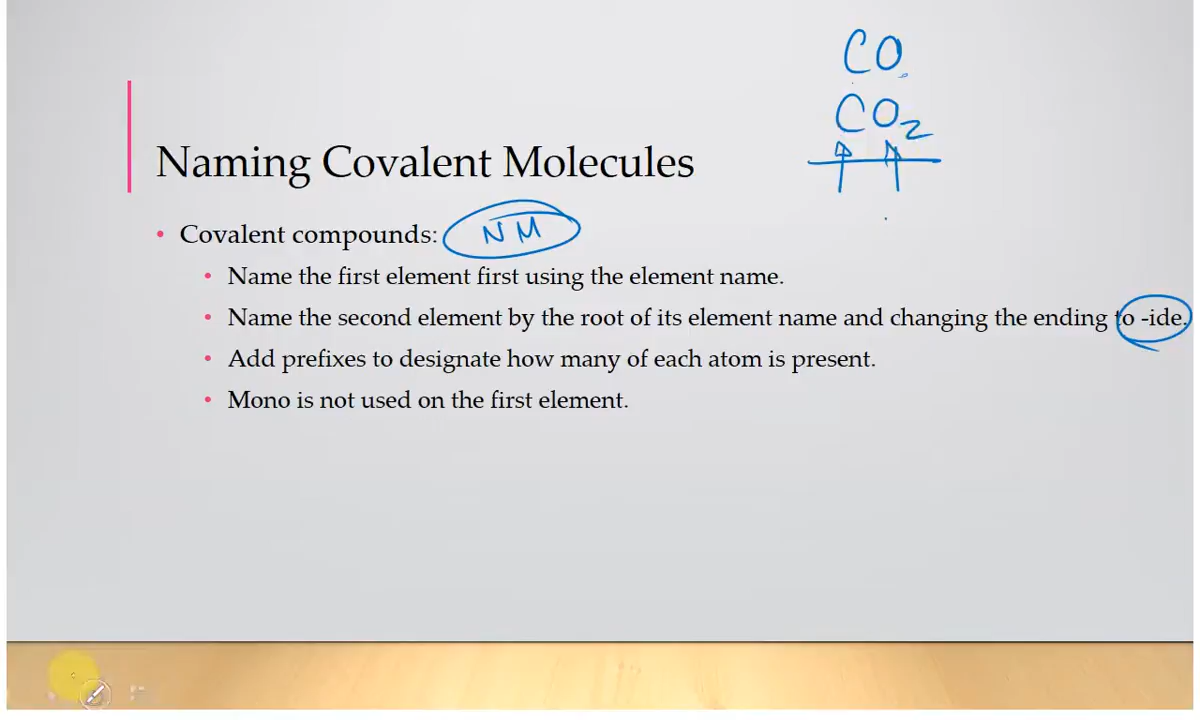 CO
CO₂
Naming Covalent Molecules
• Covalent compounds: NM
• Name the first element first using the element name.
• Name the second element by the root of its element name and changing the ending to -ide.
• Add prefixes to designate how many of each atom is present.
• Mono is not used on the first element.